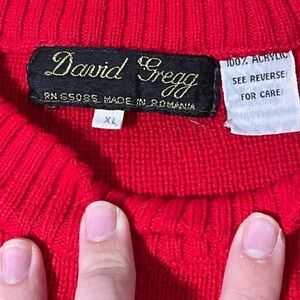 David Gregg
RN 65085 MADE IN ROMANIA
XL
100% ACRYLIC
SEE REVERSE
FOR CARE